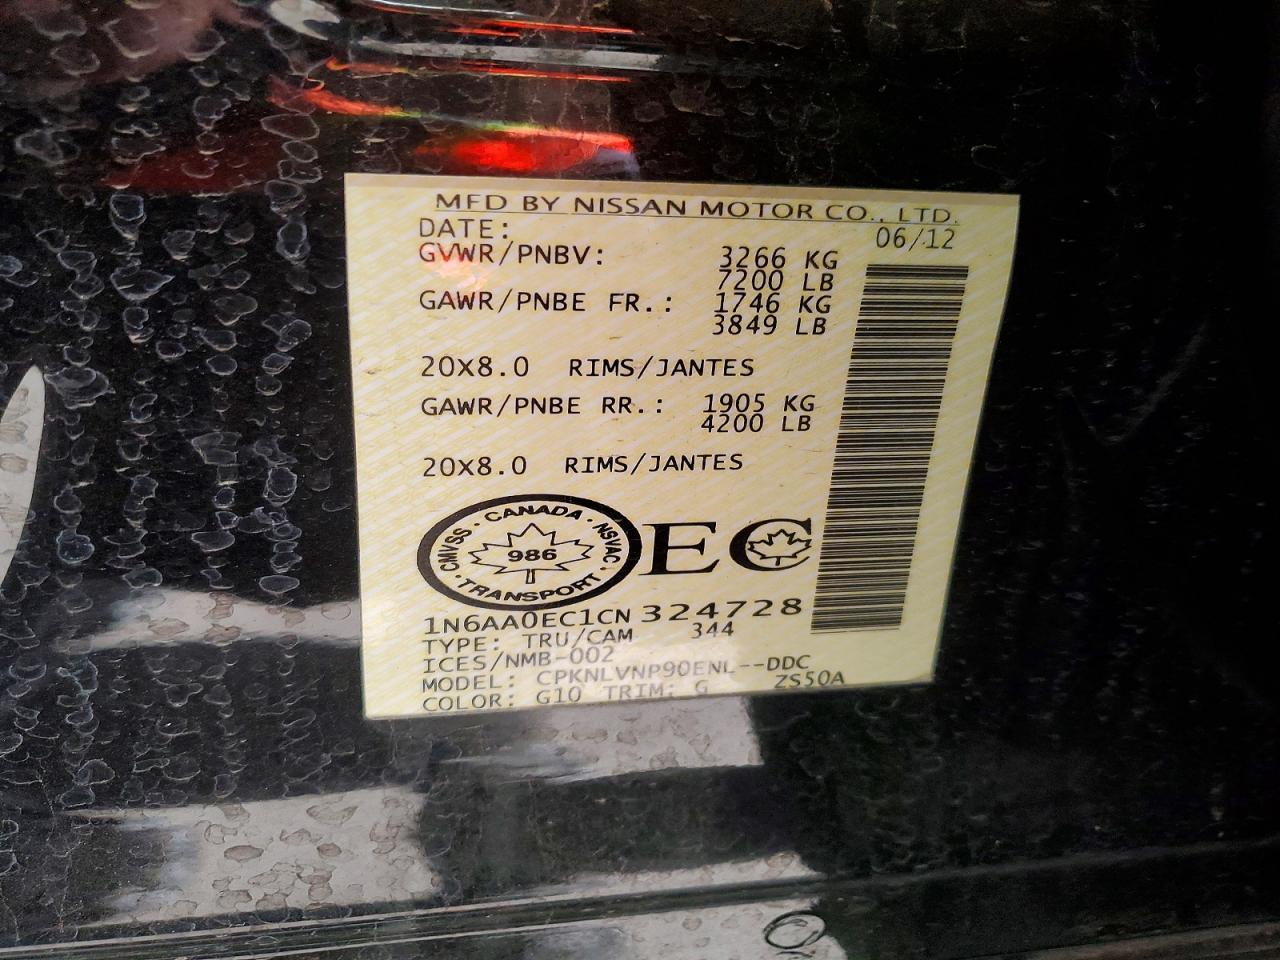 MFD BY NISSAN MOTOR CO., LTD.
DATE: 06/12
GVWR/PNBV: 3266 KG
7200 LB
GAWR/PNBE FR.: 1746 KG
3849 LB
20X8.0 RIMS/JANTES
GAWR/PNBE RR.: 1905 KG
4200 LB
20X8.0 RIMS/JANTES
CMVSS · CANADA · NSVAC
986
· TRANSPORT ·
EC
1N6AA0EC1CN 324728
TYPE: TRU/CAM 344
ICES/NMB-002
MODEL: CPKNLVNP90ENL--DDC
COLOR: G10 TRIM: G ZS50A